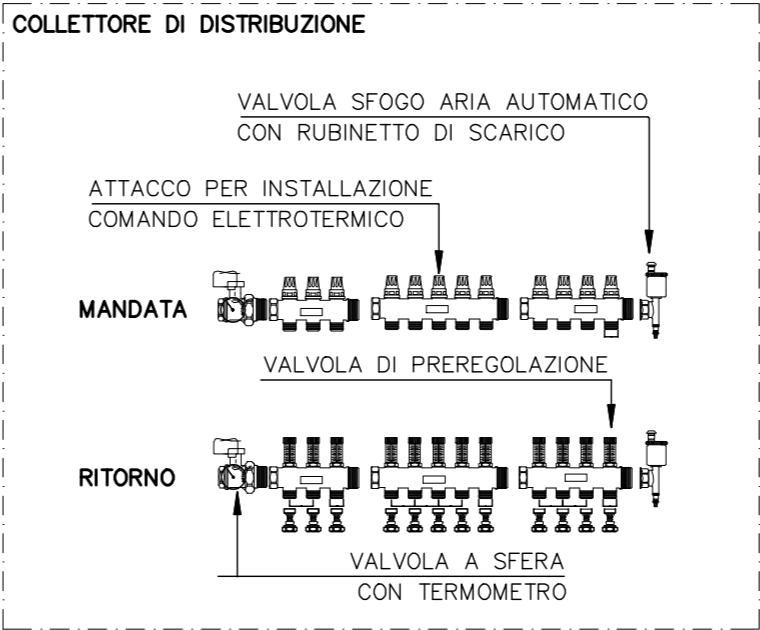 COLLETTORE DI DISTRIBUZIONE
VALVOLA SFOGO ARIA AUTOMATICO
CON RUBINETTO DI SCARICO
ATTACCO PER INSTALLAZIONE
COMANDO ELETTROTERMICO
MANDATA
VALVOLA DI PREREGOLAZIONE
RITORNO
VALVOLA A SFERA
CON TERMOMETRO